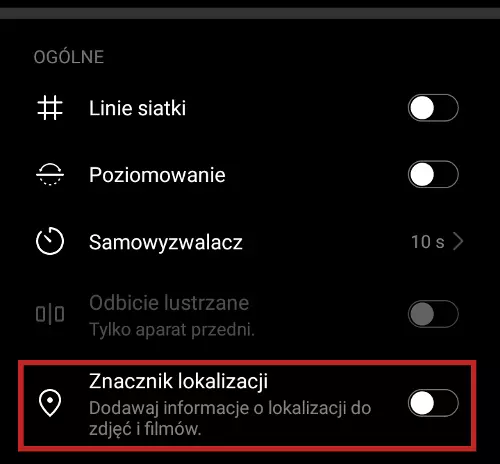 OGÓLNE
Linie siatki
Poziomowanie
Samowyzwalacz
10 s
Odbicie lustrzane
Tylko aparat przedni.
Znacznik lokalizacji
Dodawaj informacje o lokalizacji do
zdjęć i filmów.